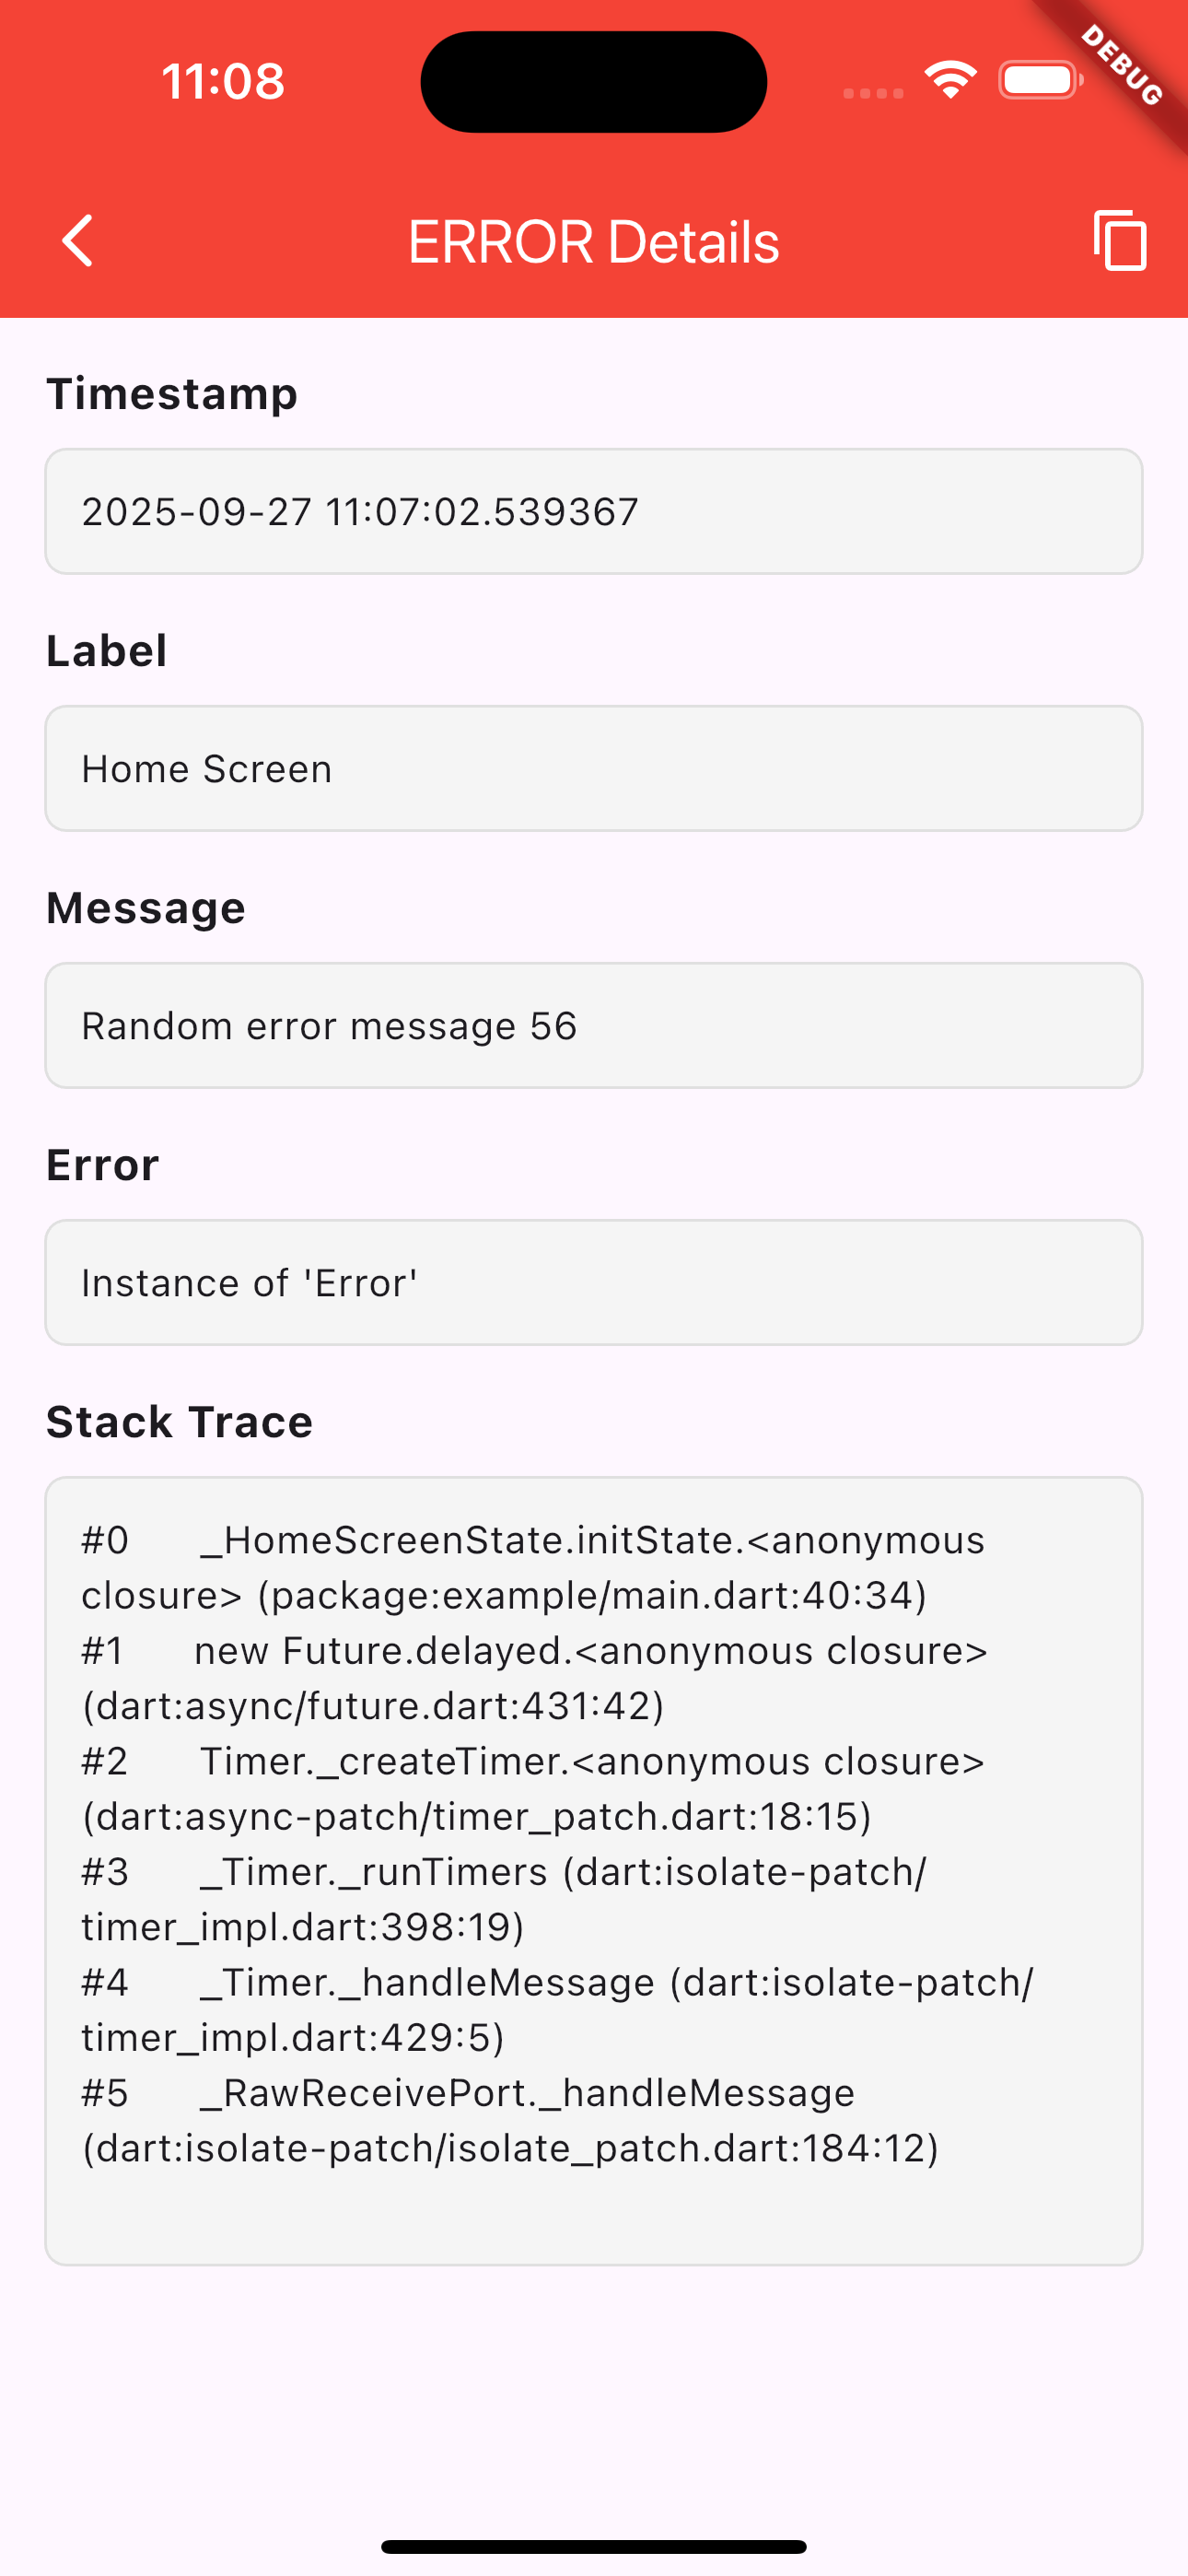 11:08
DEBUG
ERROR Details
Timestamp
2025-09-27 11:07:02.539367
Label
Home Screen
Message
Random error message 56
Error
Instance of 'Error'
Stack Trace
#0      _HomeScreenState.initState.<anonymous
closure> (package:example/main.dart:40:34)
#1      new Future.delayed.<anonymous closure>
(dart:async/future.dart:431:42)
#2      Timer._createTimer.<anonymous closure>
(dart:async-patch/timer_patch.dart:18:15)
#3      _Timer._runTimers (dart:isolate-patch/
timer_impl.dart:398:19)
#4      _Timer._handleMessage (dart:isolate-patch/
timer_impl.dart:429:5)
#5      _RawReceivePort._handleMessage
(dart:isolate-patch/isolate_patch.dart:184:12)